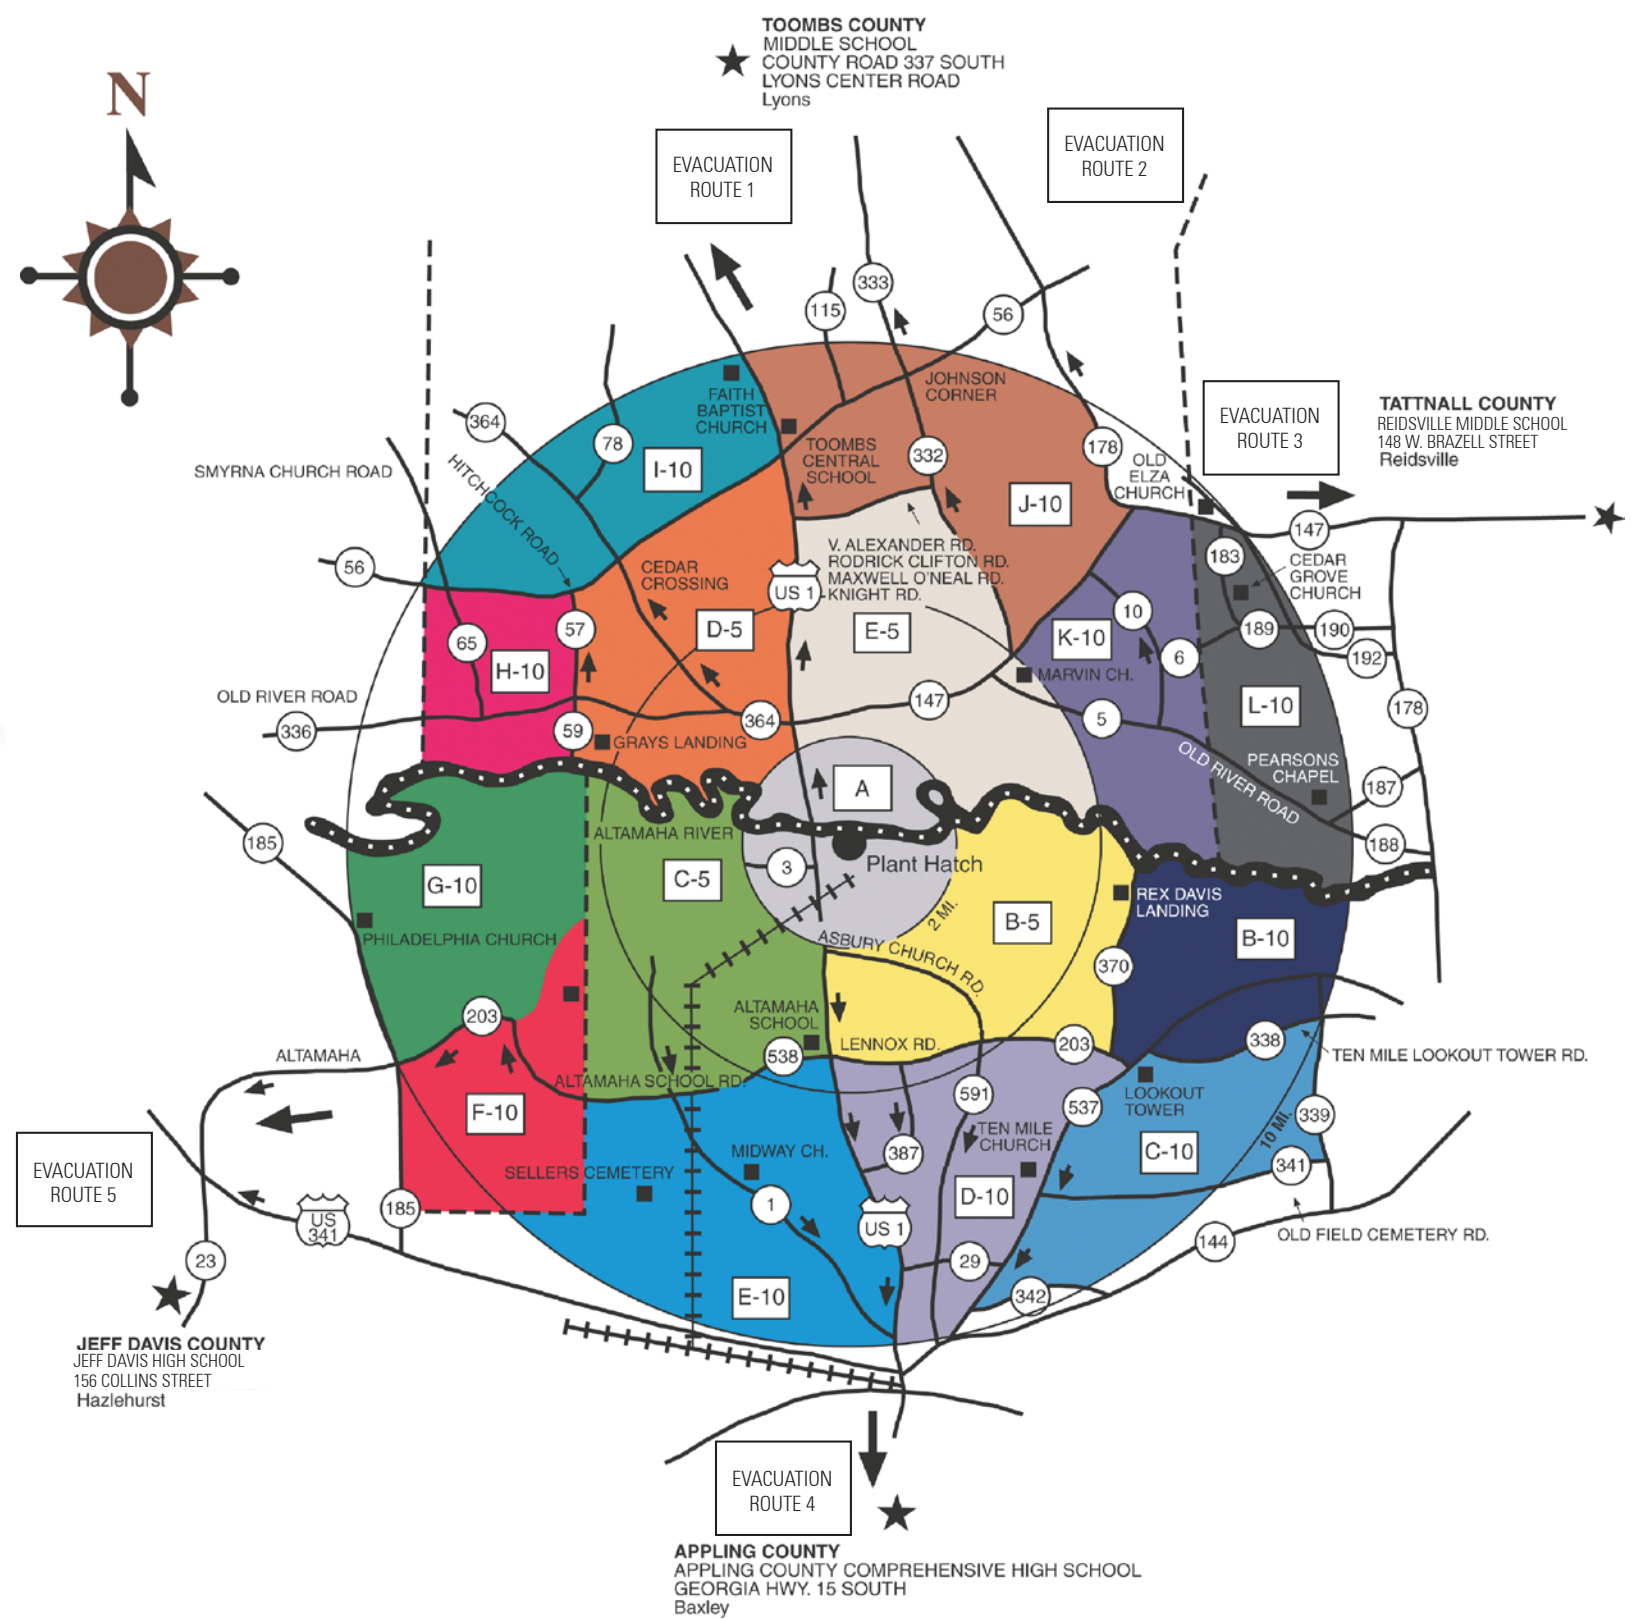 TOOMBS COUNTY
MIDDLE SCHOOL
COUNTY ROAD 337 SOUTH
LYONS CENTER ROAD
Lyons
N
EVACUATION
ROUTE 1
EVACUATION
ROUTE 2
333
115
56
JOHNSON
CORNER
FAITH
BAPTIST
CHURCH
EVACUATION
ROUTE 3
TATTNALL COUNTY
REIDSVILLE MIDDLE SCHOOL
148 W. BRAZELL STREET
Reidsville
364
78
I-10
SMYRNA CHURCH ROAD
HITCHCOCK ROAD
TOOMBS
CENTRAL
SCHOOL
332
178
OLD
ELZA
CHURCH
J-10
147
56
CEDAR
CROSSING
US 1
V. ALEXANDER RD.
RODRICK CLIFTON RD.
MAXWELL O'NEAL RD.
KNIGHT RD.
183
CEDAR
GROVE
CHURCH
65
57
D-5
E-5
10
K-10
189
190
192
6
H-10
MARVIN CH.
OLD RIVER ROAD
336
59
GRAYS LANDING
364
147
5
L-10
178
OLD RIVER ROAD
PEARSONS
CHAPEL
A
187
188
185
ALTAMAHA RIVER
3
Plant Hatch
G-10
C-5
B-5
2 MI.
REX DAVIS
LANDING
B-10
PHILADELPHIA CHURCH
ASBURY CHURCH RD.
370
203
ALTAMAHA
SCHOOL
538
LENNOX RD.
203
338
TEN MILE LOOKOUT TOWER RD.
ALTAMAHA
ALTAMAHA SCHOOL RD.
591
537
LOOKOUT
TOWER
F-10
10 MI.
339
TEN MILE
CHURCH
C-10
387
341
EVACUATION
ROUTE 5
MIDWAY CH.
SELLERS CEMETERY
D-10
185
1
US 1
US
341
OLD FIELD CEMETERY RD.
144
23
29
E-10
342
JEFF DAVIS COUNTY
JEFF DAVIS HIGH SCHOOL
156 COLLINS STREET
Hazlehurst
EVACUATION
ROUTE 4
APPLING COUNTY
APPLING COUNTY COMPREHENSIVE HIGH SCHOOL
GEORGIA HWY. 15 SOUTH
Baxley